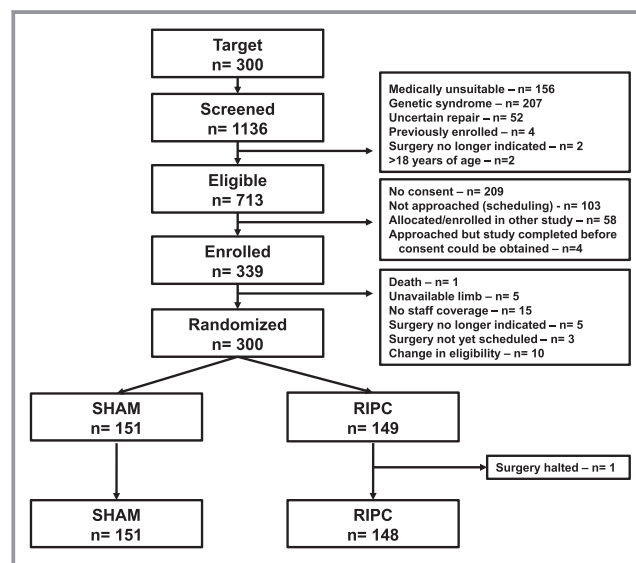 Target
n= 300
Screened
n= 1136
Medically unsuitable – n= 156
Genetic syndrome – n= 207
Uncertain repair – n= 52
Previously enrolled – n= 4
Surgery no longer indicated – n= 2
>18 years of age – n=2
Eligible
n= 713
No consent – n= 209
Not approached (scheduling) - n= 103
Allocated/enrolled in other study – n= 58
Approached but study completed before
consent could be obtained – n=4
Enrolled
n= 339
Death – n= 1
Unavailable limb – n= 5
No staff coverage – n= 15
Surgery no longer indicated – n= 5
Surgery not yet scheduled – n= 3
Change in eligibility – n= 10
Randomized
n= 300
SHAM
n= 151
RIPC
n= 149
Surgery halted – n= 1
SHAM
n= 151
RIPC
n= 148